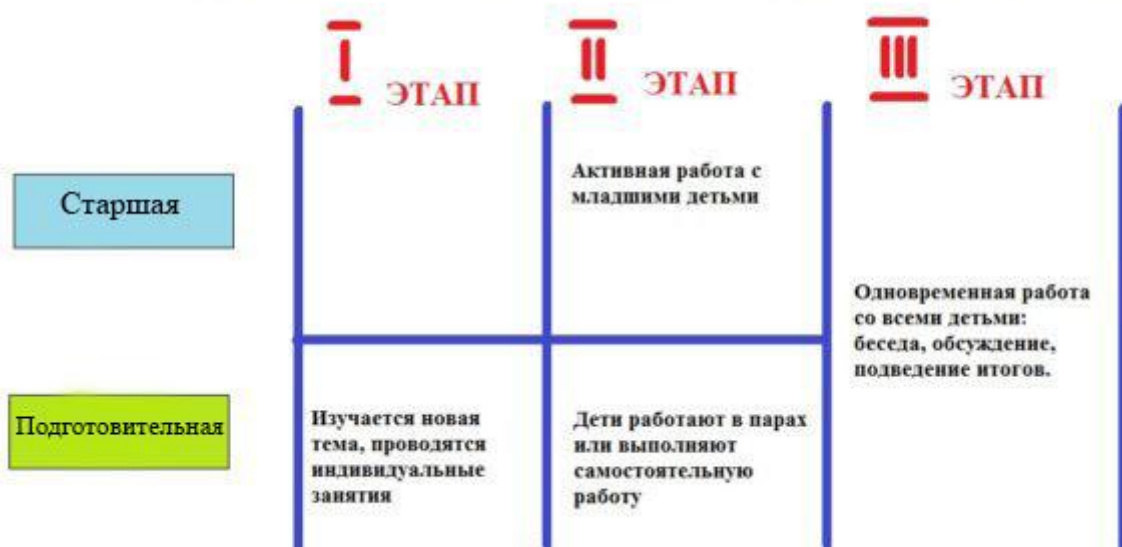 I ЭТАП
II ЭТАП
III ЭТАП
Старшая
Активная работа с
младшими детьми
Одновременная работа
со всеми детьми:
беседа, обсуждение,
подведение итогов.
Подготовительная
Изучается новая
тема, проводятся
индивидуальные
занятия
Дети работают в парах
или выполняют
самостоятельную
работу